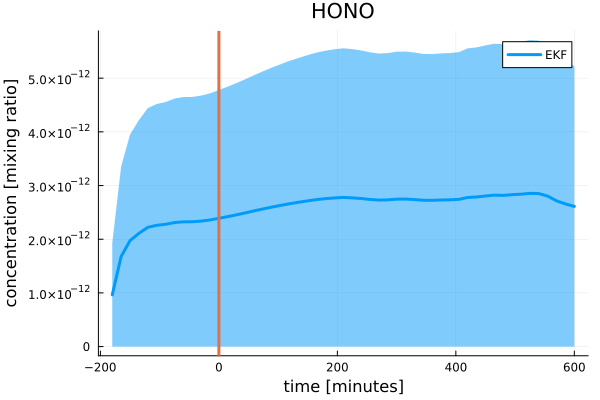 HONO
EKF
concentration [mixing ratio]
5.0×10⁻¹²
4.0×10⁻¹²
3.0×10⁻¹²
2.0×10⁻¹²
1.0×10⁻¹²
0
−200 0 200 400 600
time [minutes]